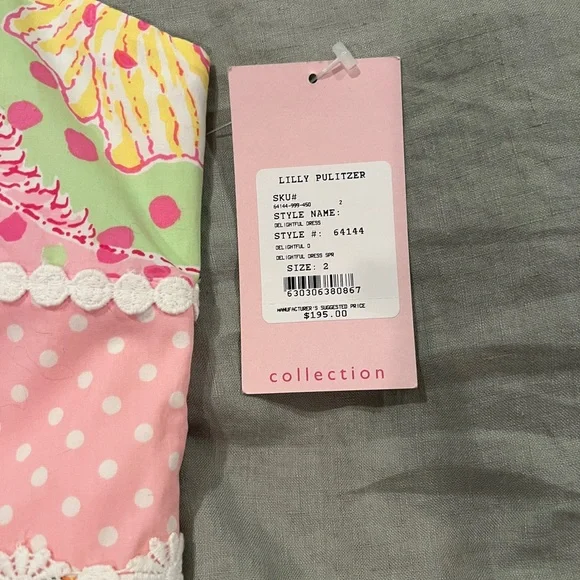 LILLY PULITZER
SKU#
64144-999-450 2
STYLE NAME:
DELIGHTFUL DRESS
STYLE #: 64144
DELIGHTFUL D
DELIGHTFUL DRESS SPR
SIZE: 2
630306380867
MANUFACTURER'S SUGGESTED PRICE
$195.00
collection